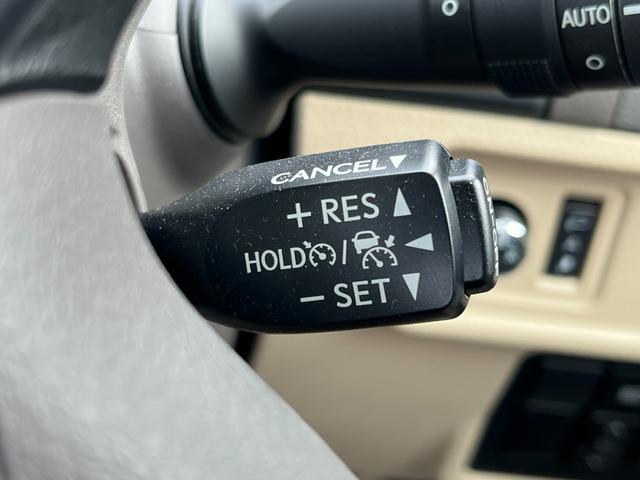 AUTO
CANCEL▼
+ RES ▲
HOLD / ◀
− SET ▼